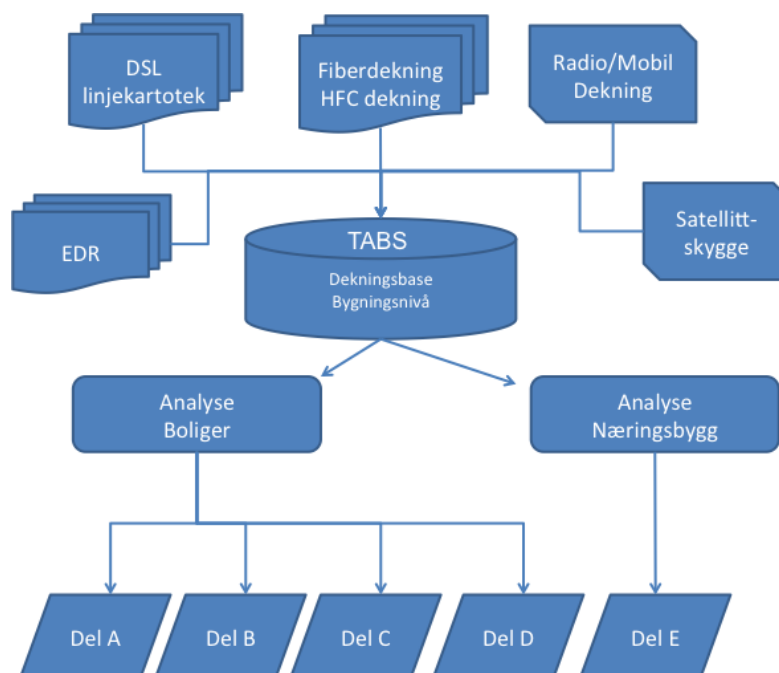 DSL
linjekartotek
Fiberdekning
HFC dekning
Radio/Mobil
Dekning
EDR
TABS
Dekningsbase
Bygningsnivå
Satellitt-
skygge
Analyse
Boliger
Analyse
Næringsbygg
Del A
Del B
Del C
Del D
Del E